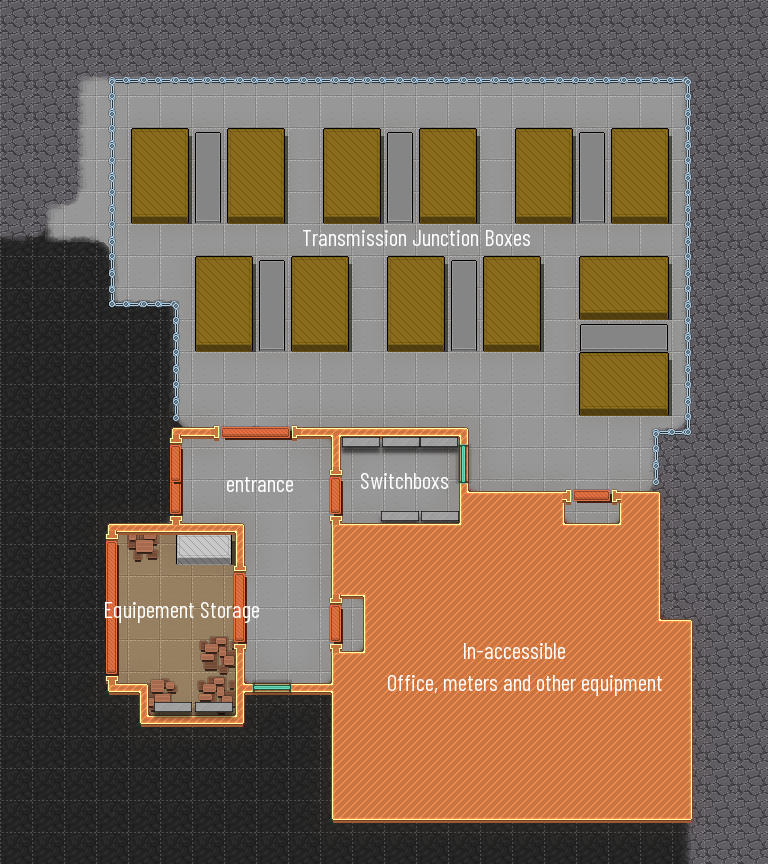 Transmission Junction Boxes
entrance
Switchboxs
Equipement Storage
In-accessible
Office, meters and other equipment